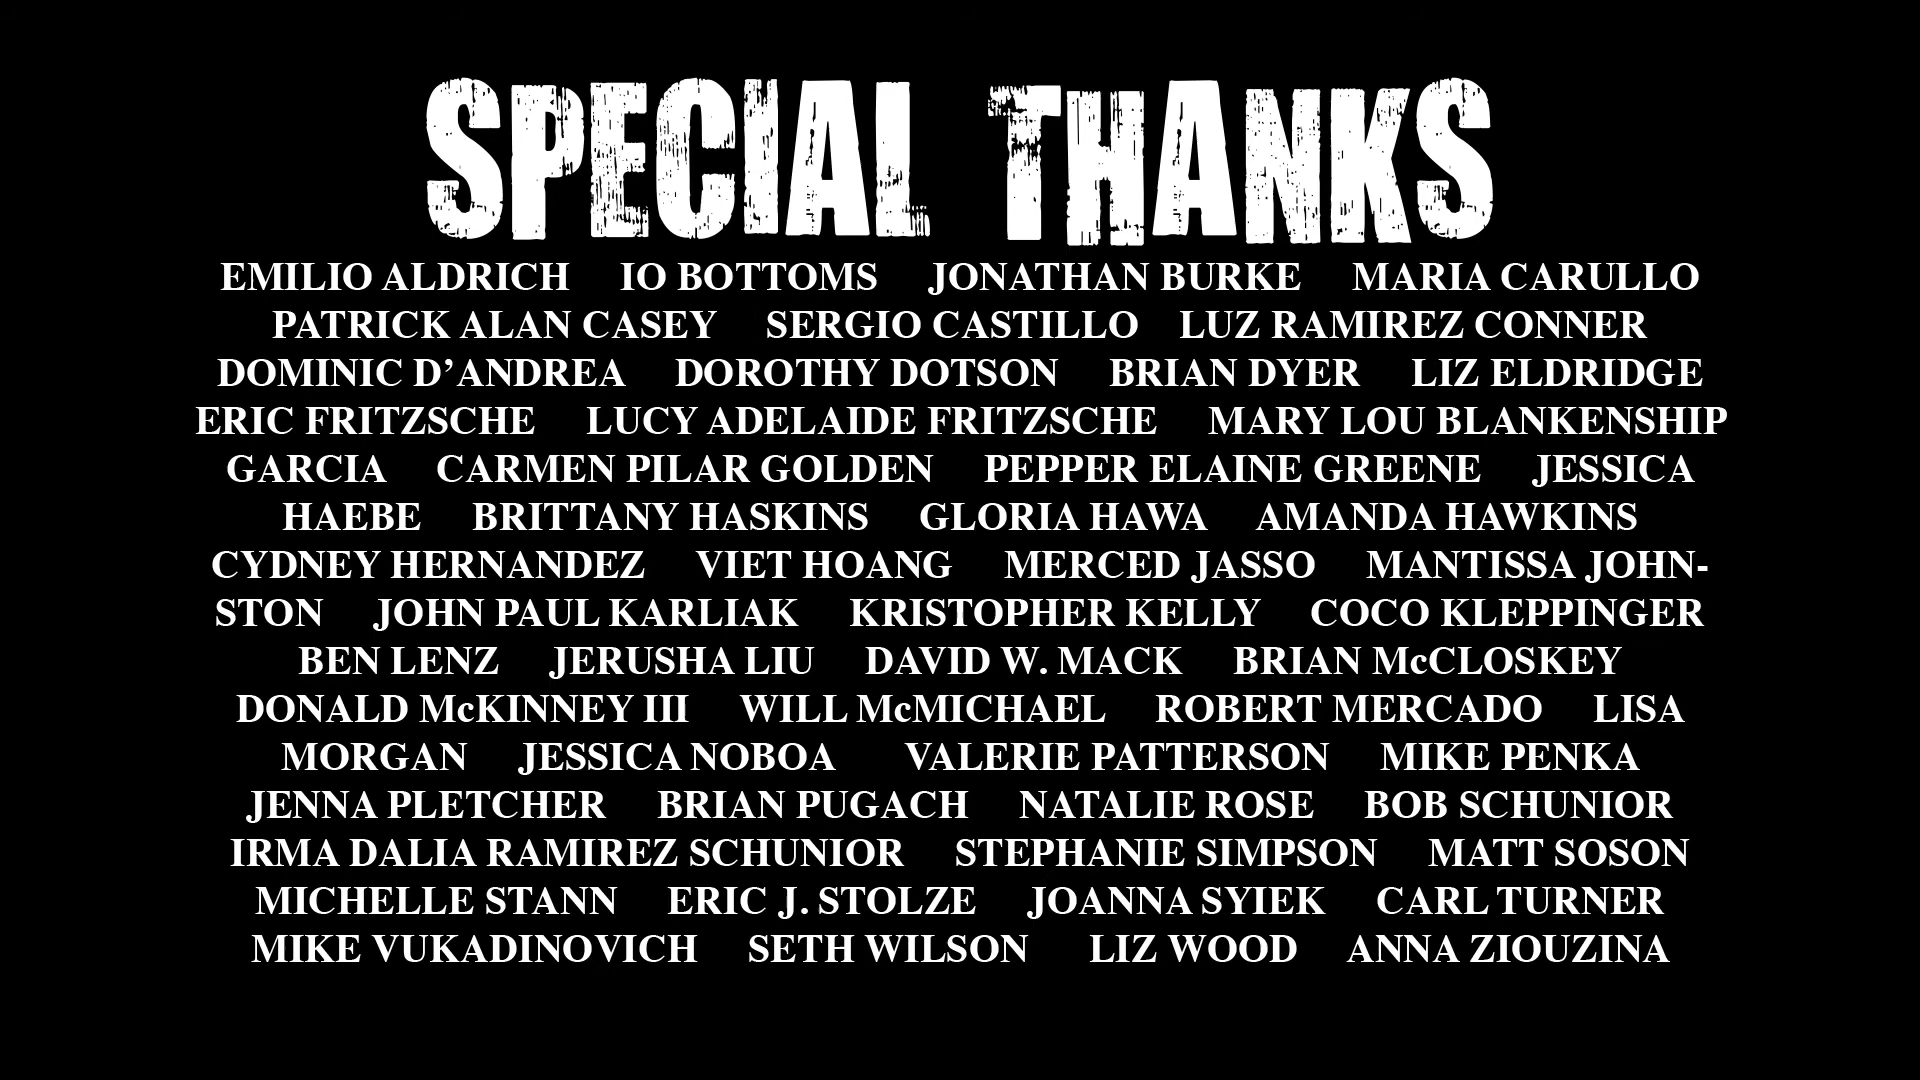 SPECIAL THANKS
EMILIO ALDRICH IO BOTTOMS JONATHAN BURKE MARIA CARULLO
PATRICK ALAN CASEY SERGIO CASTILLO LUZ RAMIREZ CONNER
DOMINIC D’ANDREA DOROTHY DOTSON BRIAN DYER LIZ ELDRIDGE
ERIC FRITZSCHE LUCY ADELAIDE FRITZSCHE MARY LOU BLANKENSHIP
GARCIA CARMEN PILAR GOLDEN PEPPER ELAINE GREENE JESSICA
HAEBE BRITTANY HASKINS GLORIA HAWA AMANDA HAWKINS
CYDNEY HERNANDEZ VIET HOANG MERCED JASSO MANTISSA JOHN-
STON JOHN PAUL KARLIAK KRISTOPHER KELLY COCO KLEPPINGER
BEN LENZ JERUSHA LIU DAVID W. MACK BRIAN McCLOSKEY
DONALD McKINNEY III WILL McMICHAEL ROBERT MERCADO LISA
MORGAN JESSICA NOBOA VALERIE PATTERSON MIKE PENKA
JENNA PLETCHER BRIAN PUGACH NATALIE ROSE BOB SCHUNIOR
IRMA DALIA RAMIREZ SCHUNIOR STEPHANIE SIMPSON MATT SOSON
MICHELLE STANN ERIC J. STOLZE JOANNA SYIEK CARL TURNER
MIKE VUKADINOVICH SETH WILSON LIZ WOOD ANNA ZIOUZINA